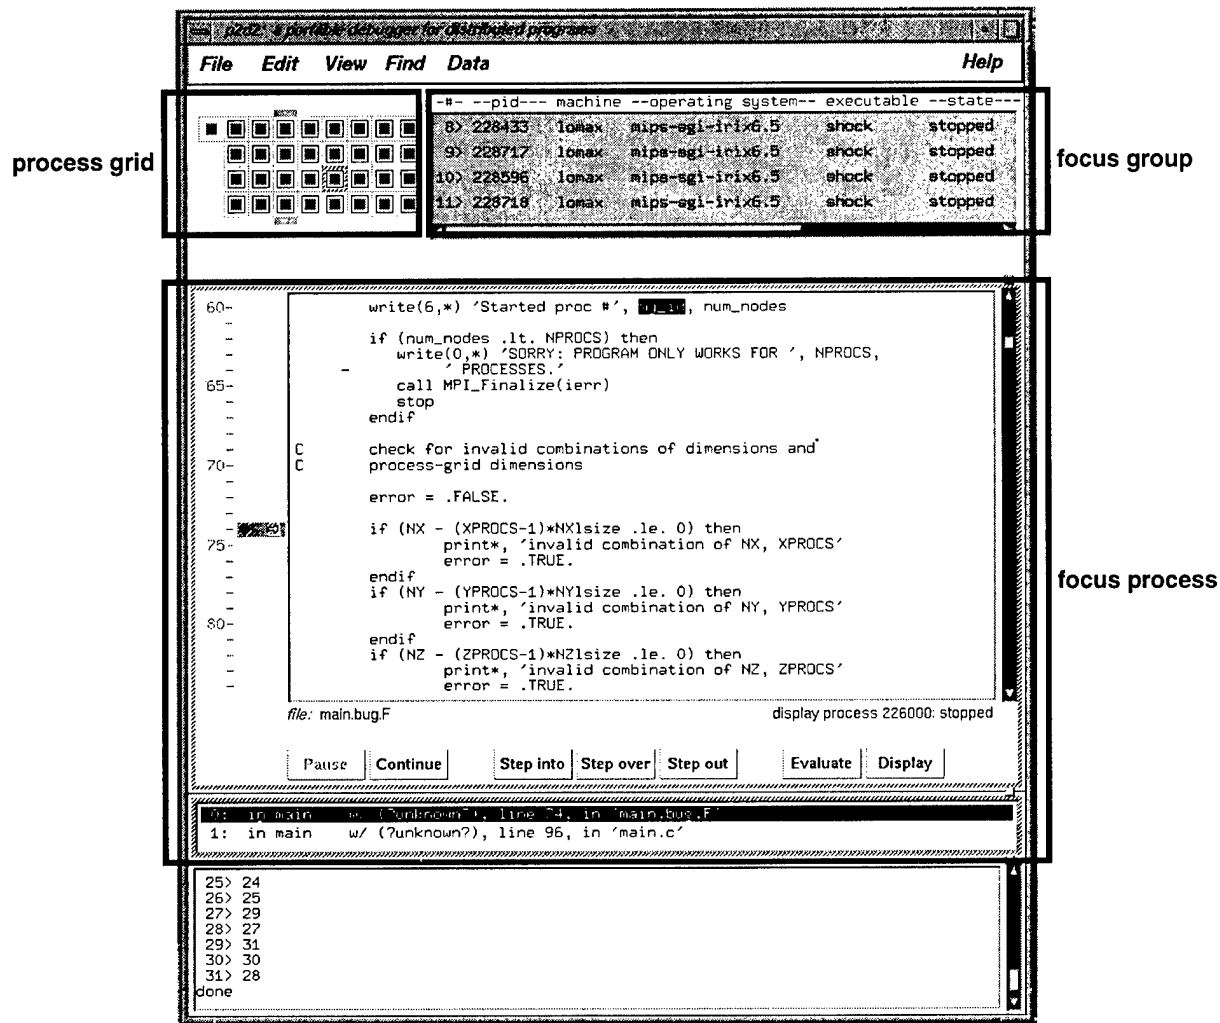 p2d2: a portable debugger for distributed programs
File Edit View Find Data Help
-#- --pid--- machine --operating system-- executable --state---
8> 228433 lomax mips-sgi-irix6.5 shock stopped
9> 228717 lomax mips-sgi-irix6.5 shock stopped
10> 228596 lomax mips-sgi-irix6.5 shock stopped
11> 228718 lomax mips-sgi-irix6.5 shock stopped
process grid
focus group
60- write(6,*) 'Started proc #', , num_nodes
-
- if (num_nodes .lt. NPROCS) then
- write(0,*) 'SORRY: PROGRAM ONLY WORKS FOR ', NPROCS,
- - ' PROCESSES.'
65- call MPI_Finalize(ierr)
- stop
- endif
-
- C check for invalid combinations of dimensions and
70- C process-grid dimensions
-
- error = .FALSE.
-
- if (NX - (XPROCS-1)*NXlsize .le. 0) then
75- print*, 'invalid combination of NX, XPROCS'
- error = .TRUE.
- endif
- if (NY - (YPROCS-1)*NYlsize .le. 0) then
- print*, 'invalid combination of NY, YPROCS'
80- error = .TRUE.
- endif
- if (NZ - (ZPROCS-1)*NZlsize .le. 0) then
- print*, 'invalid combination of NZ, ZPROCS'
- error = .TRUE.
focus process
file: main.bug.F display process 226000: stopped
Pause Continue Step into Step over Step out Evaluate Display
0: in main w/ (?unknown?), line 74, in 'main.bug.F'
1: in main w/ (?unknown?), line 96, in 'main.c'
25> 24
26> 25
27> 29
28> 27
29> 31
30> 30
31> 28
done